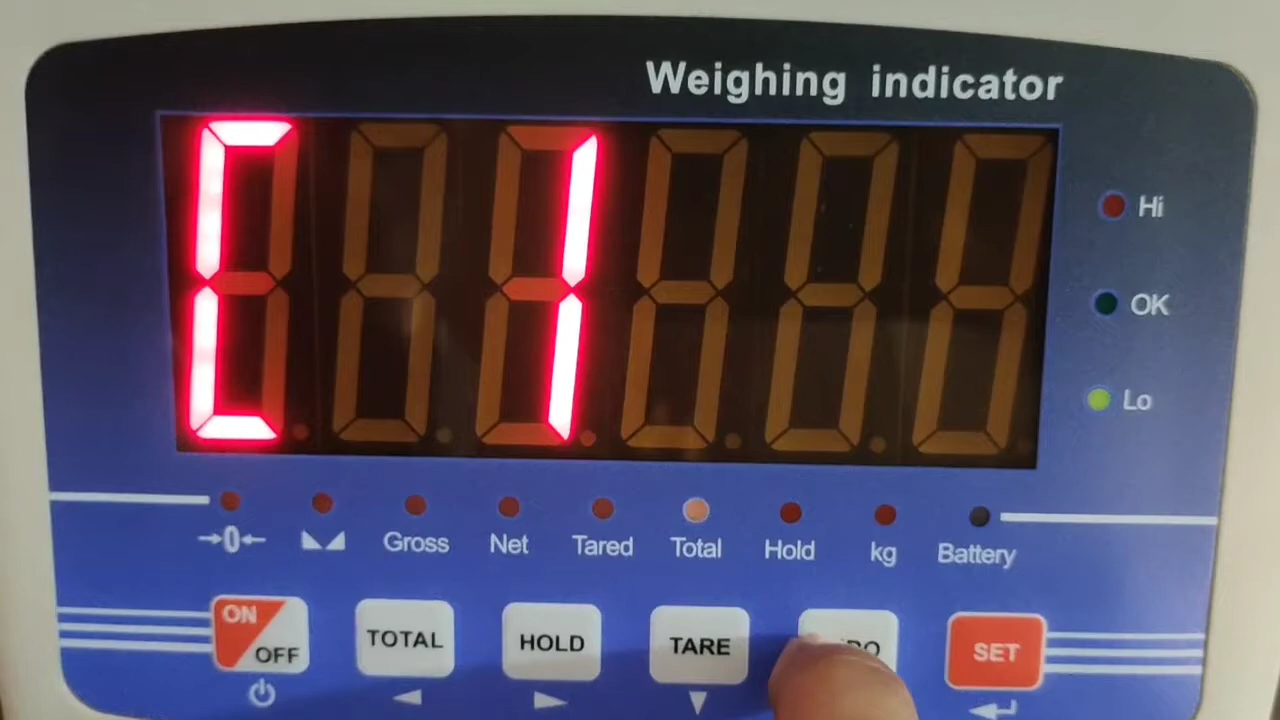 Weighing indicator
C 1
Hi
OK
Lo
→0← Gross Net Tared Total Hold kg Battery
ON
OFF
TOTAL HOLD TARE SET